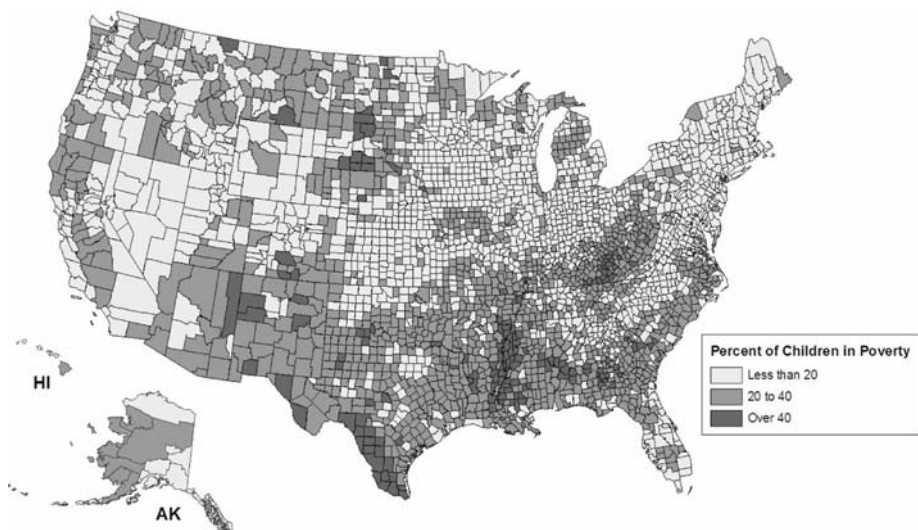 HI
AK
Percent of Children in Poverty
Less than 20
20 to 40
Over 40